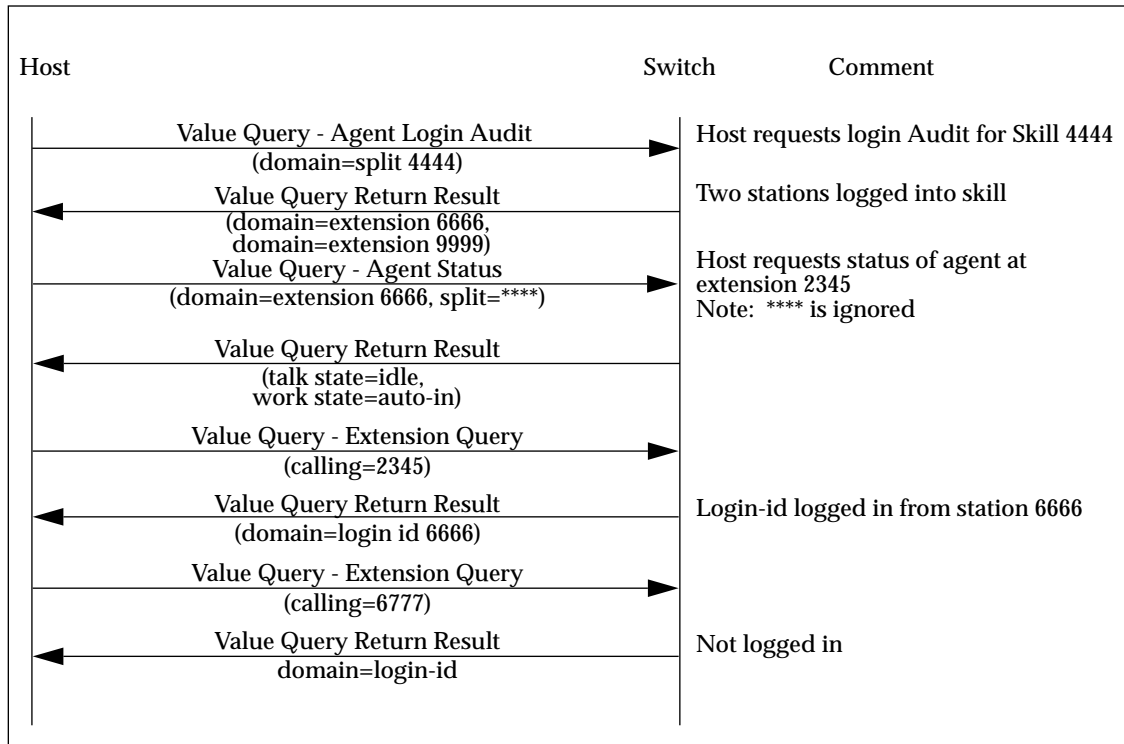 Host Switch Comment
Value Query - Agent Login Audit
(domain=split 4444)
Host requests login Audit for Skill 4444
Value Query Return Result
(domain=extension 6666,
domain=extension 9999)
Two stations logged into skill
Value Query - Agent Status
(domain=extension 6666, split=****)
Host requests status of agent at
extension 2345
Note: **** is ignored
Value Query Return Result
(talk state=idle,
work state=auto-in)
Value Query - Extension Query
(calling=2345)
Value Query Return Result
(domain=login id 6666)
Login-id logged in from station 6666
Value Query - Extension Query
(calling=6777)
Value Query Return Result
domain=login-id
Not logged in